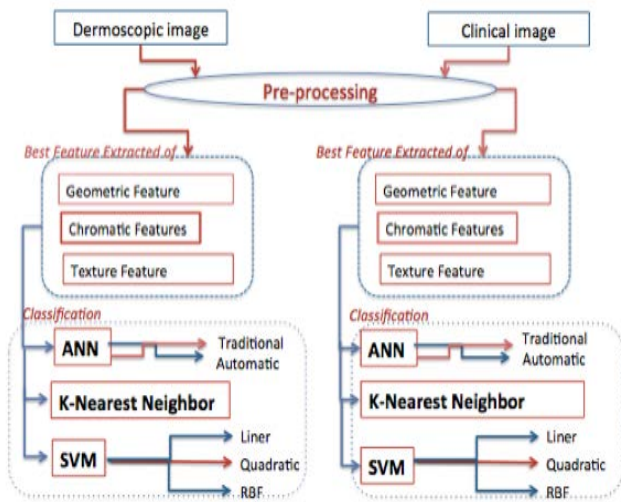 Dermoscopic image
Clinical image
Pre-processing
Best Feature Extracted of
Geometric Feature
Chromatic Features
Texture Feature
Classification
ANN
Traditional
Automatic
K-Nearest Neighbor
SVM
Liner
Quadratic
RBF
Best Feature Extracted of
Geometric Feature
Chromatic Features
Texture Feature
Classification
ANN
Traditional
Automatic
K-Nearest Neighbor
SVM
Liner
Quadratic
RBF